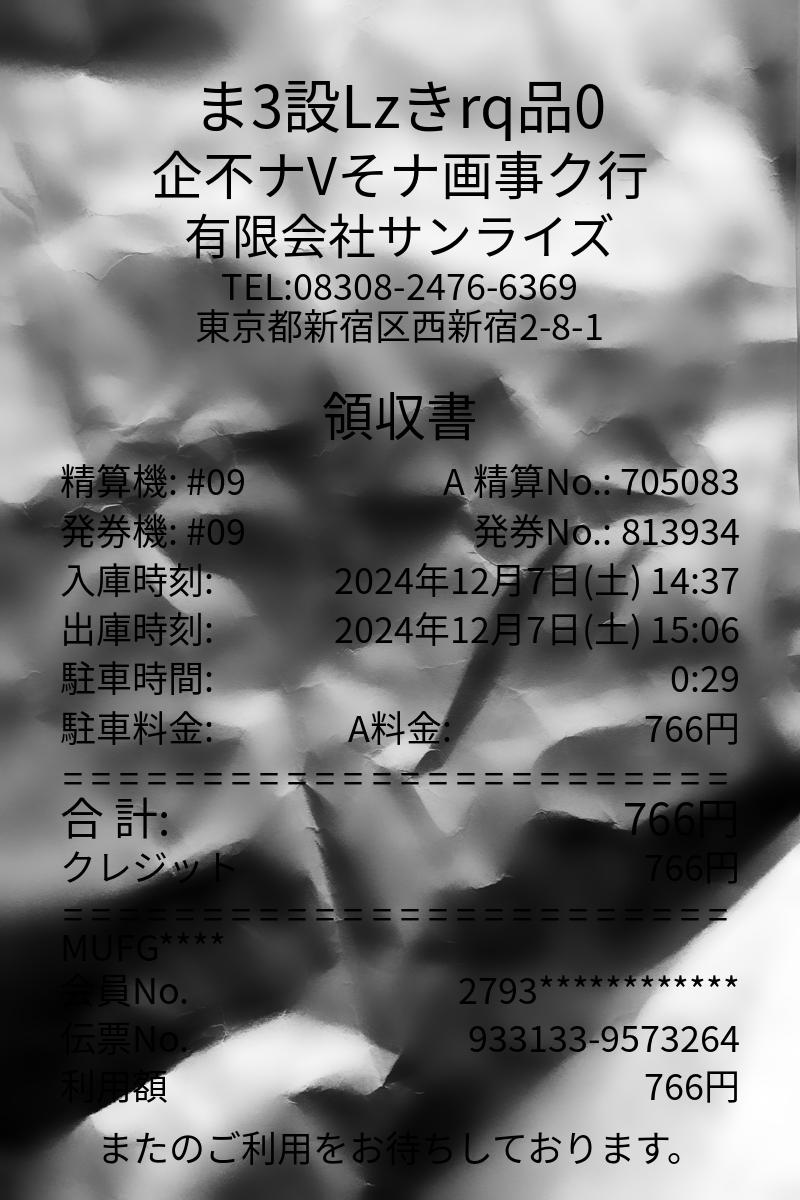 ま3設Lzきrq品0
企不ナVそナ画事ク行
有限会社サンライズ
TEL:08308-2476-6369
東京都新宿区西新宿2-8-1
領収書
精算機: #09 A 精算No.: 705083
発券機: #09 発券No.: 813934
入庫時刻: 2024年12月7日(土) 14:37
出庫時刻: 2024年12月7日(土) 15:06
駐車時間: 0:29
駐車料金: A料金: 766円
========================
合 計: 766円
クレジット 766円
========================
MUFG****
会員No. 2793************
伝票No. 933133-9573264
利用額 766円
またのご利用をお待ちしております。